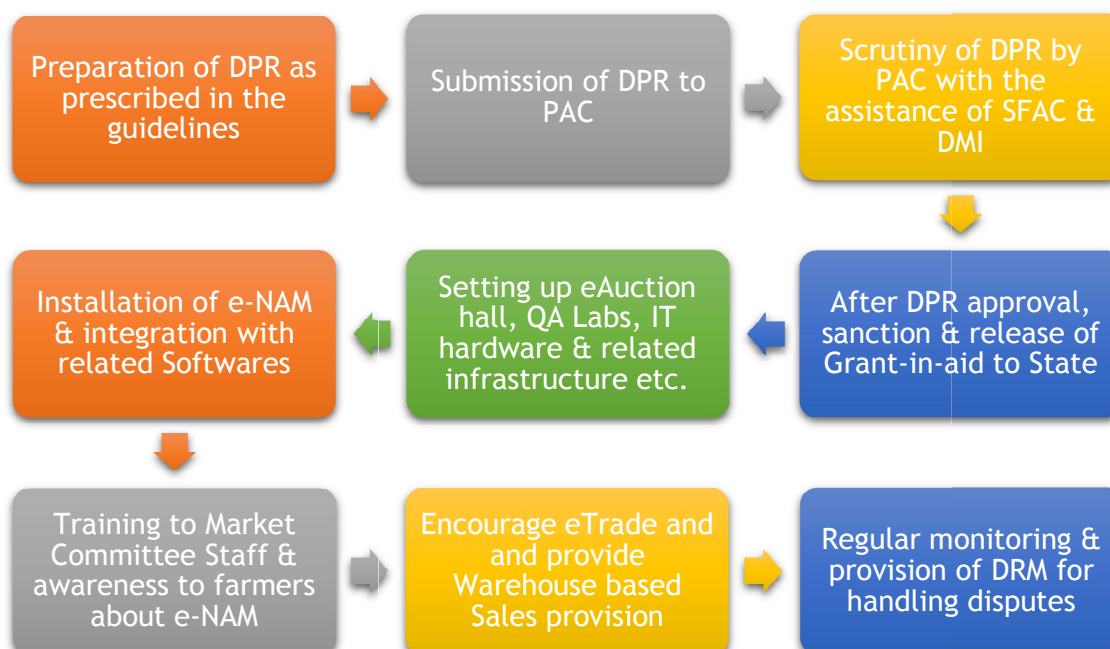 Preparation of DPR as
prescribed in the
guidelines
Submission of DPR to
PAC
Scrutiny of DPR by
PAC with the
assistance of SFAC &
DMI
After DPR approval,
sanction & release of
Grant-in-aid to State
Setting up eAuction
hall, QA Labs, IT
hardware & related
infrastructure etc.
Installation of e-NAM
& integration with
related Softwares
Training to Market
Committee Staff &
awareness to farmers
about e-NAM
Encourage eTrade and
and provide
Warehouse based
Sales provision
Regular monitoring &
provision of DRM for
handling disputes